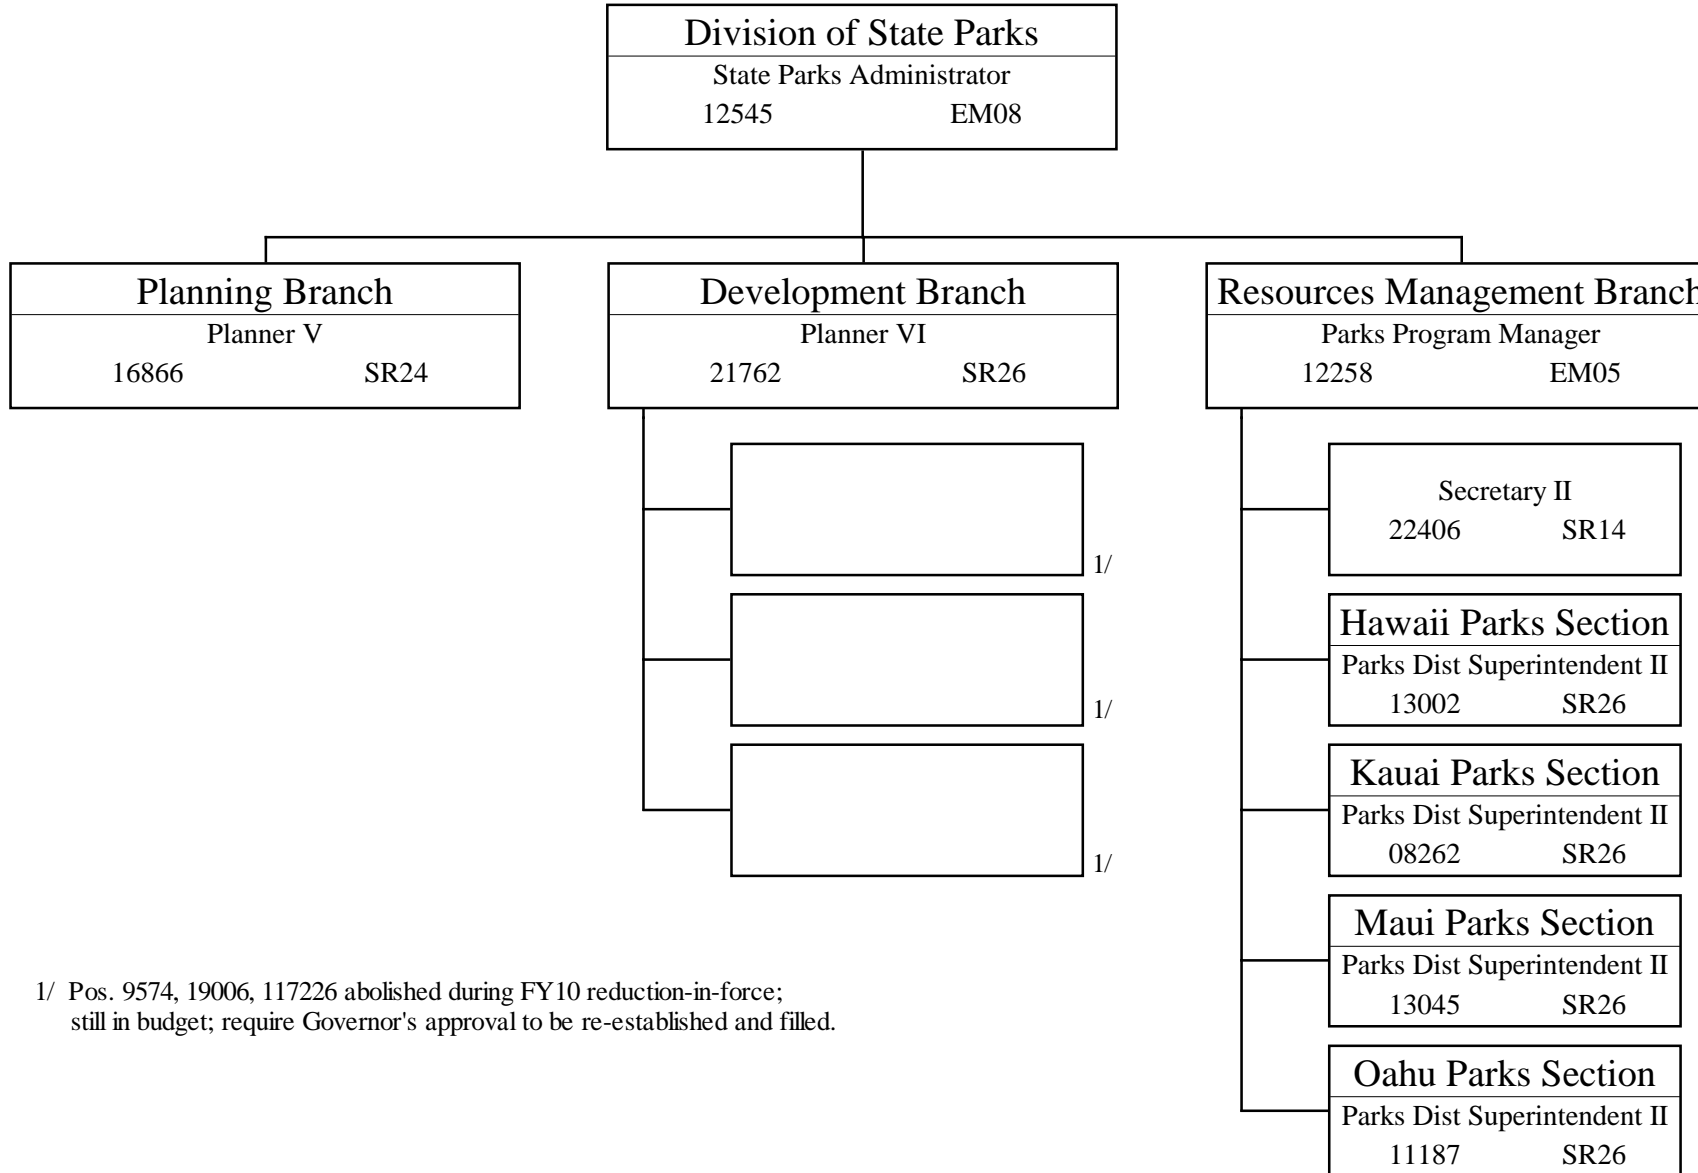 Division of State Parks
State Parks Administrator
12545 EM08
Planning Branch
Planner V
16866 SR24
Development Branch
Planner VI
21762 SR26
1/
1/
1/
Resources Management Branch
Parks Program Manager
12258 EM05
Secretary II
22406 SR14
Hawaii Parks Section
Parks Dist Superintendent II
13002 SR26
Kauai Parks Section
Parks Dist Superintendent II
08262 SR26
Maui Parks Section
Parks Dist Superintendent II
13045 SR26
Oahu Parks Section
Parks Dist Superintendent II
11187 SR26
1/ Pos. 9574, 19006, 117226 abolished during FY10 reduction-in-force;
still in budget; require Governor's approval to be re-established and filled.